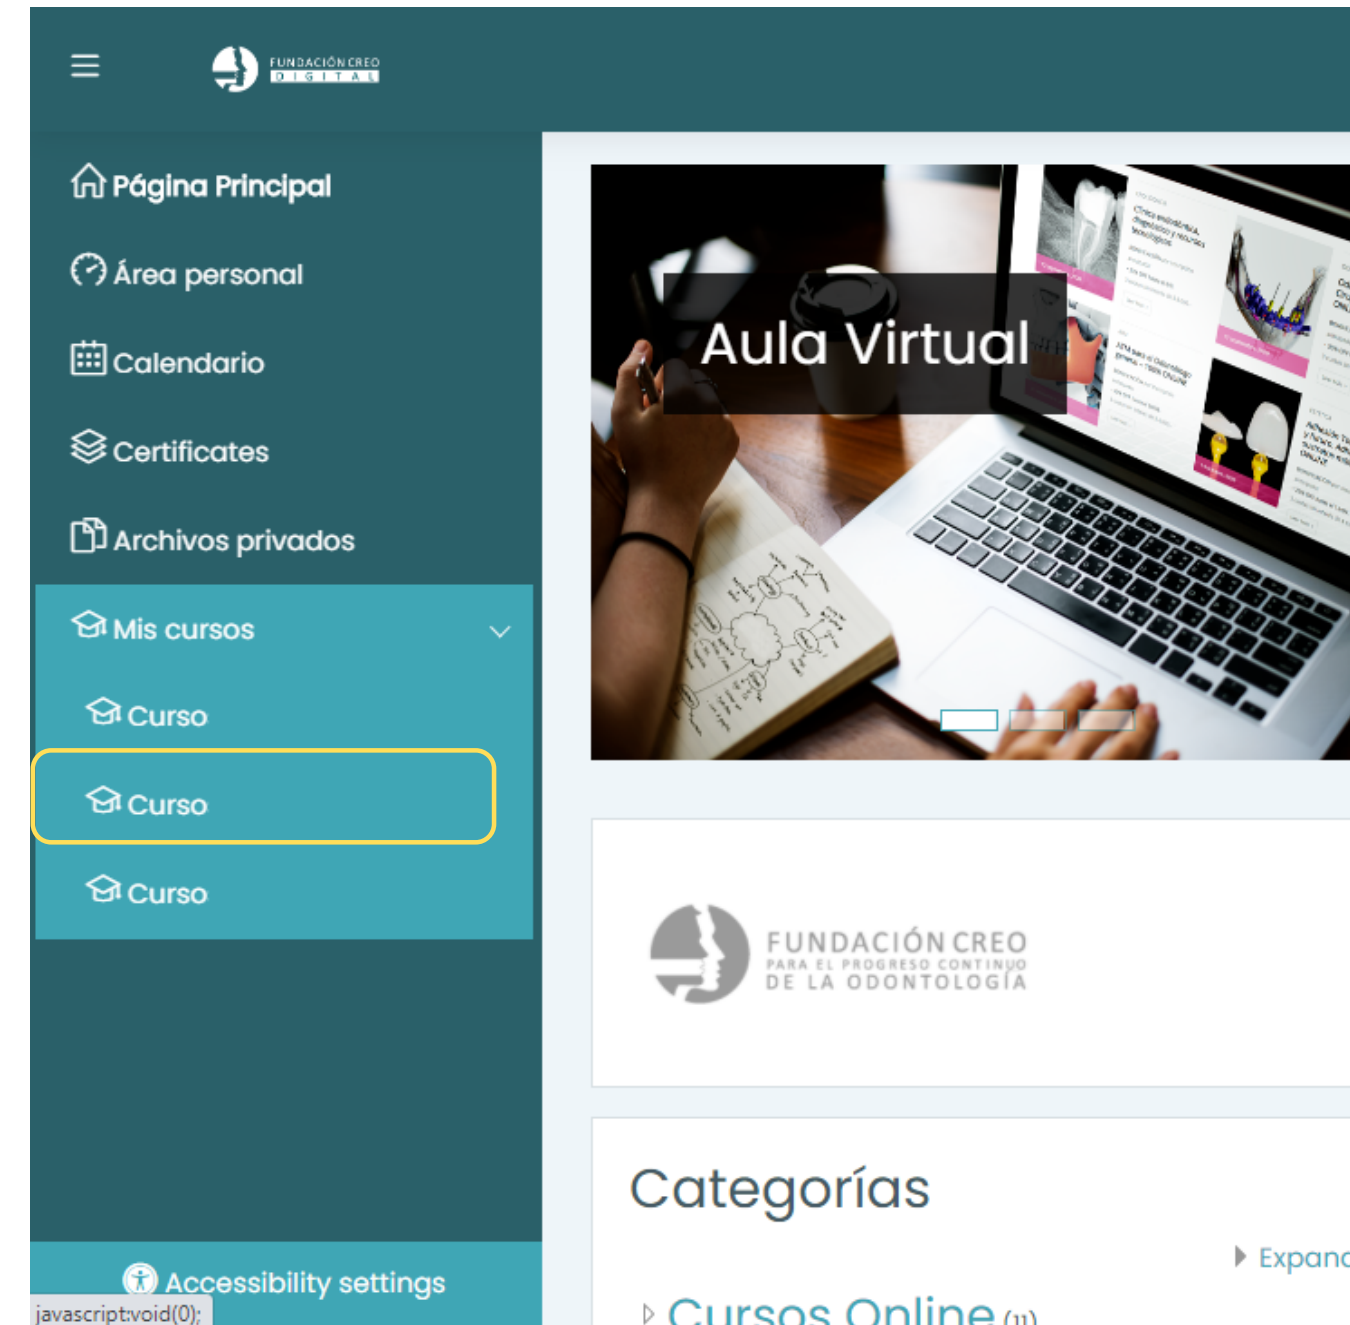 FUNDACIÓN CREO
DIGITAL
Página Principal
Área personal
Calendario
Certificates
Archivos privados
Mis cursos
Curso
Curso
Curso
Accessibility settings
javascript:void(0);
Aula Virtual
FUNDACIÓN CREO
PARA EL PROGRESO CONTINUO
DE LA ODONTOLOGÍA
Categorías
Expand
Cursos Online (11)